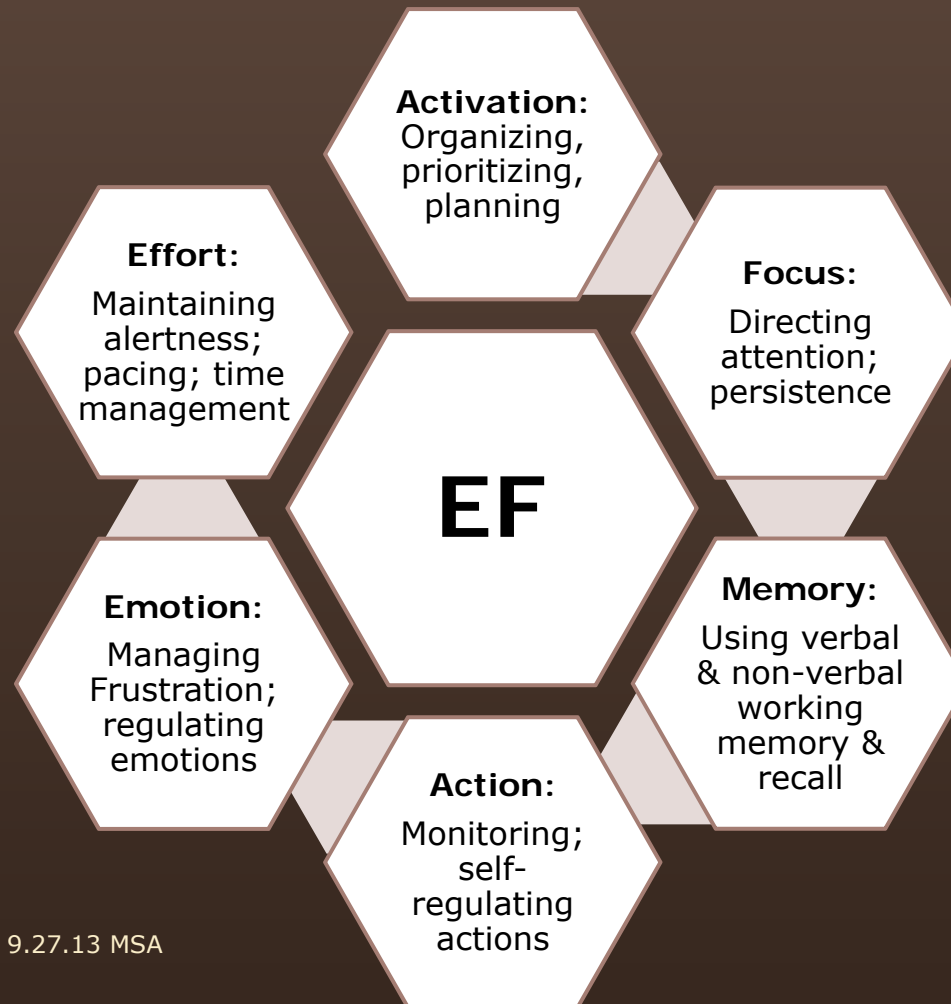 Activation:
Organizing,
prioritizing,
planning
Focus:
Directing
attention;
persistence
Memory:
Using verbal
& non-verbal
working
memory &
recall
Action:
Monitoring;
self-
regulating
actions
Emotion:
Managing
Frustration;
regulating
emotions
Effort:
Maintaining
alertness;
pacing; time
management
EF
9.27.13 MSA